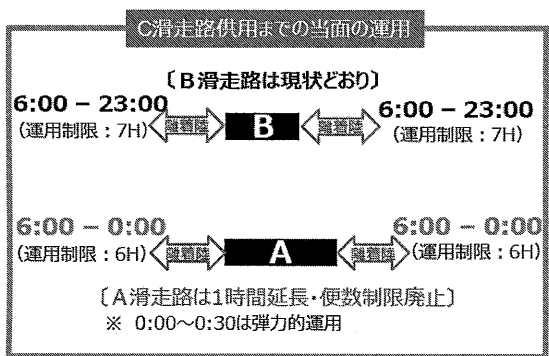 C滑走路供用までの当面の運用
〔B滑走路は現状どおり〕
6:00 – 23:00
(運用制限：7H)
離着陸
B
離着陸
6:00 – 23:00
(運用制限：7H)
6:00 – 0:00
(運用制限：6H)
離着陸
A
離着陸
6:00 – 0:00
(運用制限：6H)
〔A滑走路は1時間延長・便数制限廃止〕
※ 0:00～0:30は弾力的運用